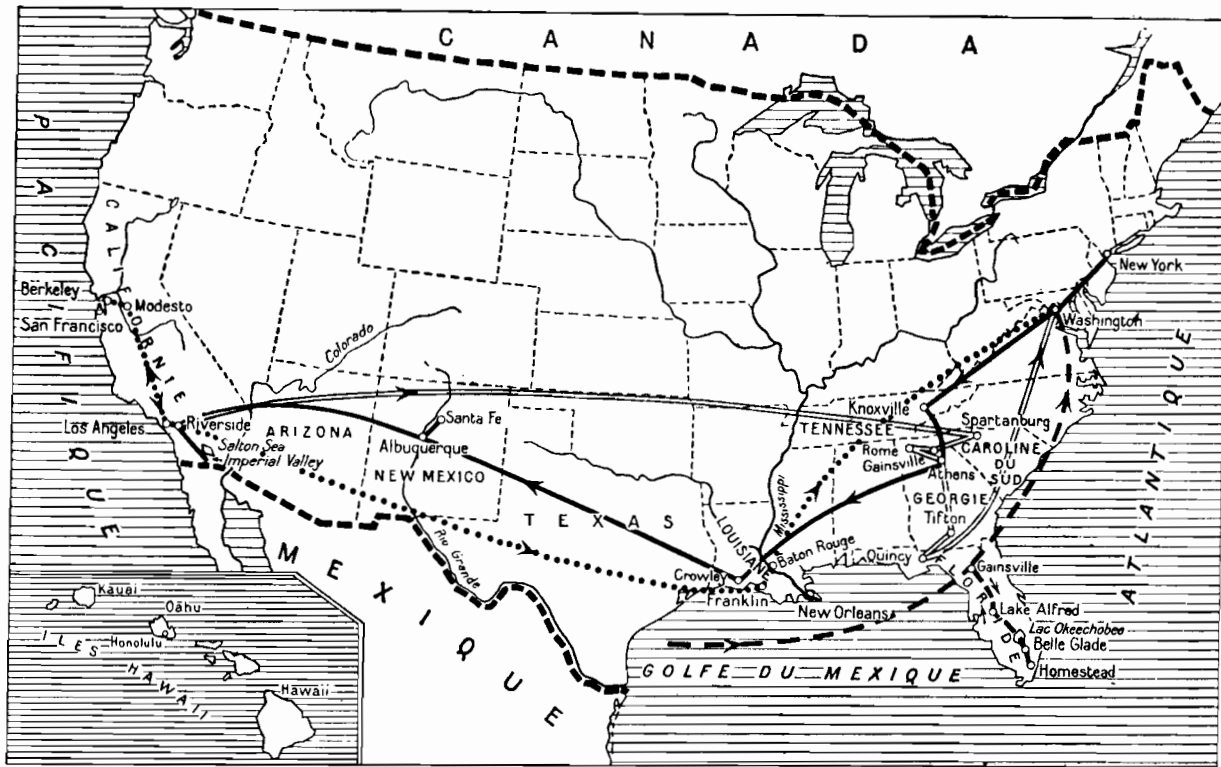 CANADA
PACIFIQUE
CALIFORNIE
Berkeley
Modesto
San Francisco
Colorado
New York
Washington
Los Angeles
Riverside
Salton Sea
Imperial Valley
ARIZONA
Santa Fe
Albuquerque
NEW MEXICO
Knoxville
TENNESSEE
Spartanburg
Rome
Gainsville
CAROLINE
DU
SUD
Athens
GEORGIE
Tifton
TEXAS
Mississippi
LOUISIANE
Baton Rouge
Quincy
Gainsville
Crowley
Franklin
New Orleans
Rio Grande
MEXIQUE
FLORIDE
Lake Alfred
Lac Okeechobee
Belle Glade
Homestead
GOLFE DU MEXIQUE
ATLANTIQUE
Kauai
Oahu
Honolulu
ILES HAWAII
Hawaii